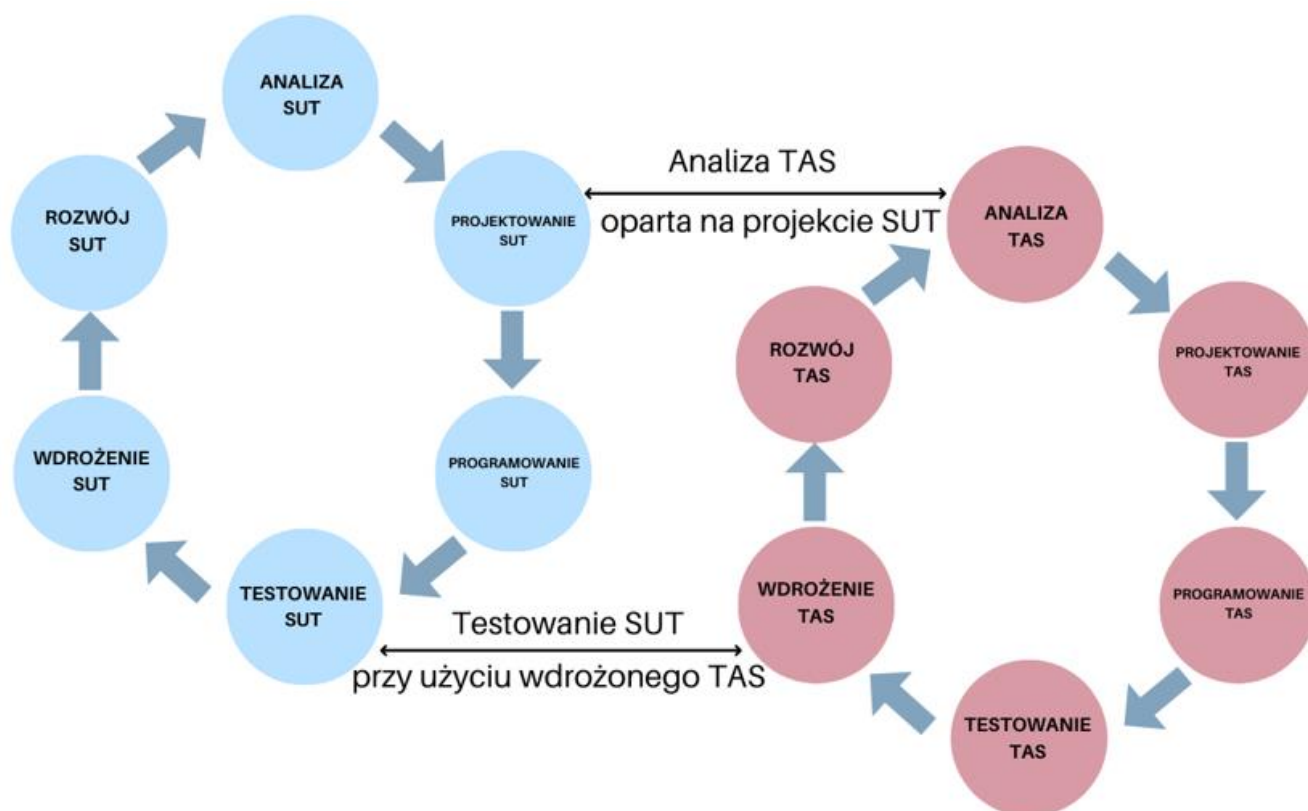 ANALIZA
SUT
PROJEKTOWANIE
SUT
PROGRAMOWANIE
SUT
TESTOWANIE
SUT
WDROŻENIE
SUT
ROZWÓJ
SUT
Analiza TAS
oparta na projekcie SUT
Testowanie SUT
przy użyciu wdrożonego TAS
ANALIZA
TAS
PROJEKTOWANIE
TAS
PROGRAMOWANIE
TAS
TESTOWANIE
TAS
WDROŻENIE
TAS
ROZWÓJ
TAS